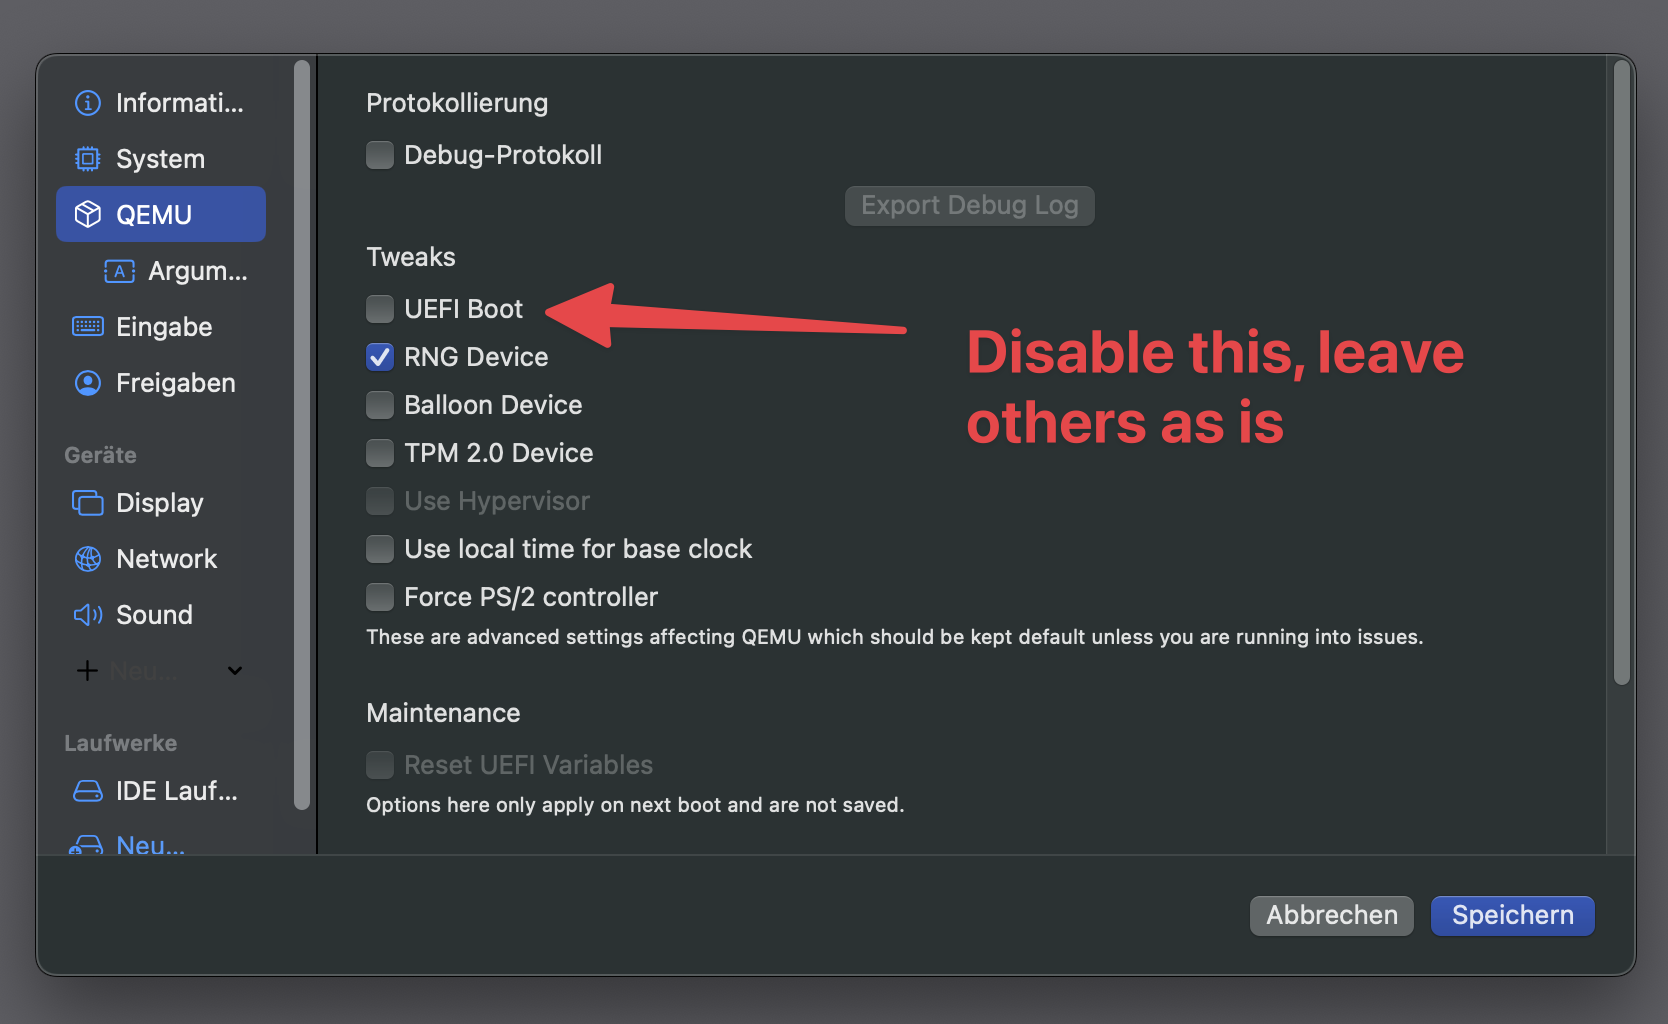 Informati...
System
QEMU
A
Argum...
Eingabe
Freigaben
Geräte
Display
Network
Sound
Neu...
Laufwerke
IDE Lauf...
Neu...
Protokollierung
Debug-Protokoll
Export Debug Log
Tweaks
UEFI Boot
RNG Device
Balloon Device
TPM 2.0 Device
Use Hypervisor
Use local time for base clock
Force PS/2 controller
These are advanced settings affecting QEMU which should be kept default unless you are running into issues.
Disable this, leave
others as is
Maintenance
Reset UEFI Variables
Options here only apply on next boot and are not saved.
Abbrechen
Speichern